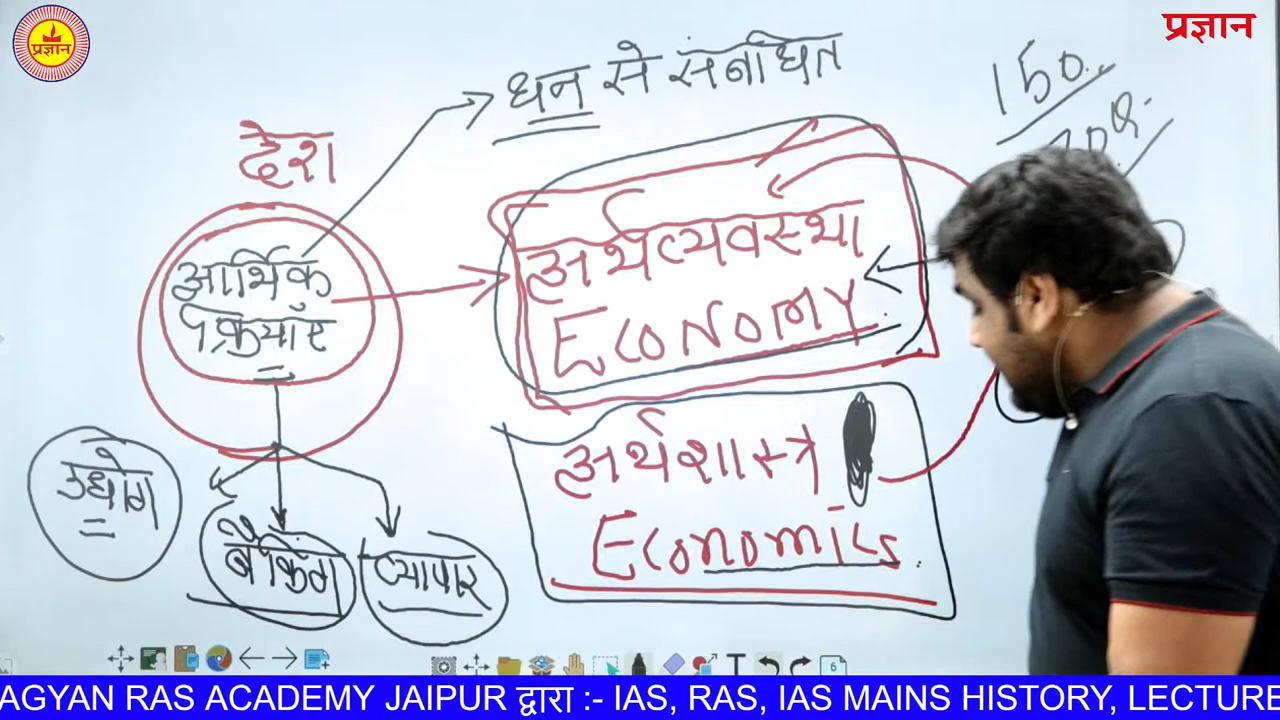 प्रज्ञान
प्रज्ञान
धन से संबंधित
150
देश
आर्थिक
क्रियाएँ
अर्थव्यवस्था
ECONOMY
अर्थशास्त्र
ECONOMICS
उद्योग
बैंकिंग
व्यापार
T
6
AGYAN RAS ACADEMY JAIPUR द्वारा :- IAS, RAS, IAS MAINS HISTORY, LECTURE